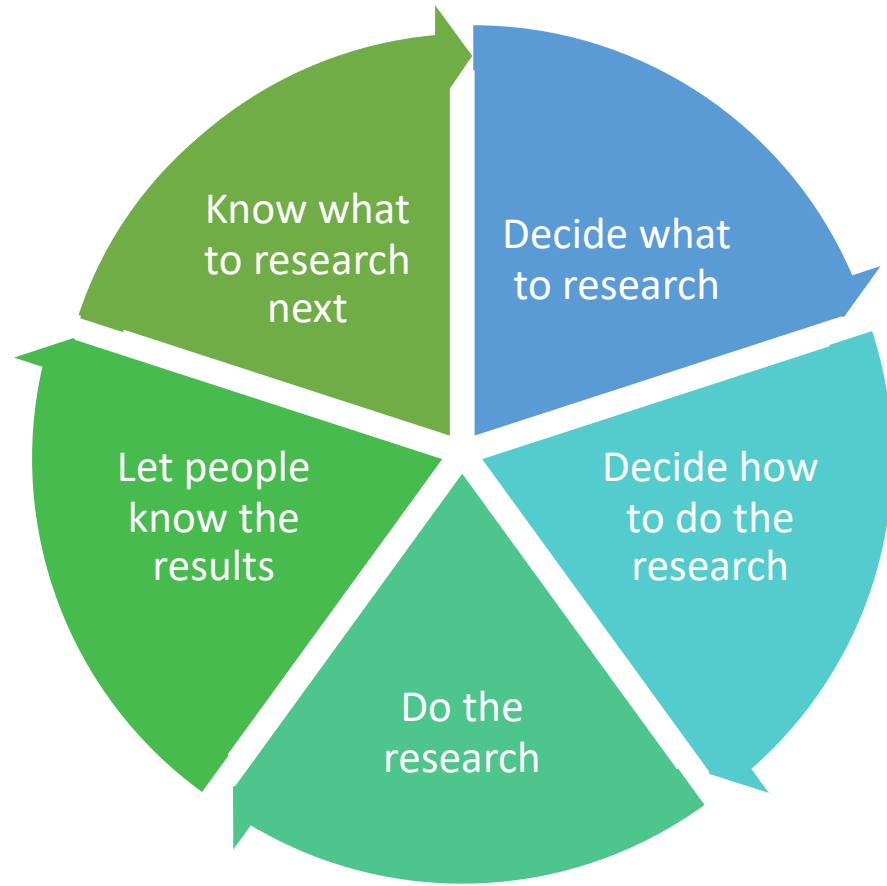 Decide what
to research
Decide how
to do the
research
Do the
research
Let people
know the
results
Know what
to research
next